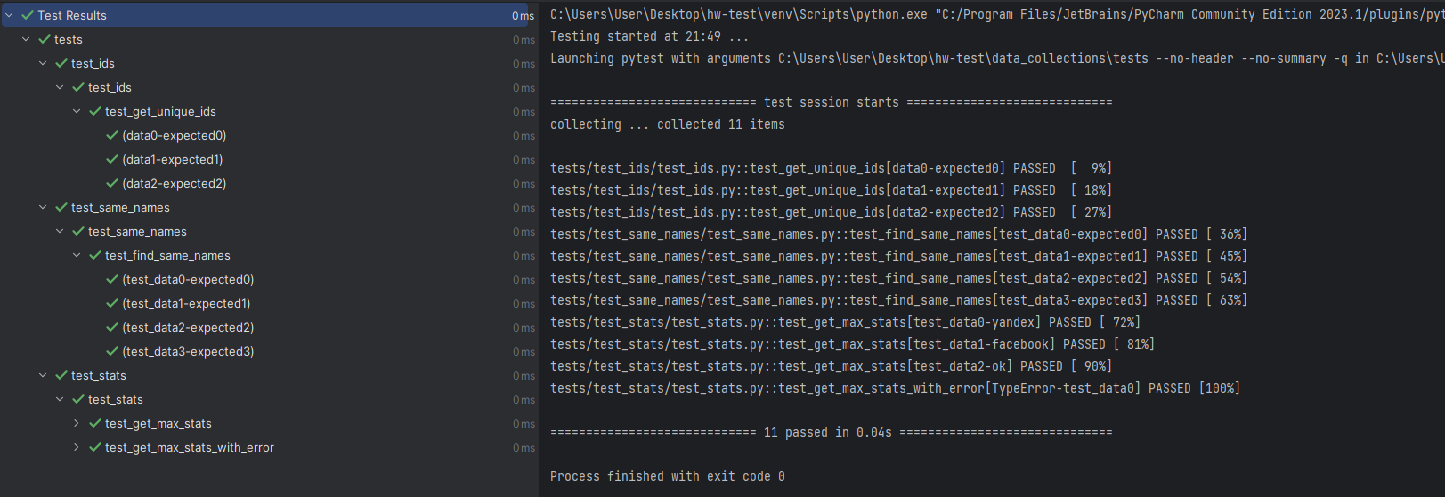 Test Results 0 ms
tests 0 ms
test_ids 0 ms
test_ids 0 ms
test_get_unique_ids 0 ms
(data0-expected0) 0 ms
(data1-expected1) 0 ms
(data2-expected2) 0 ms
test_same_names 0 ms
test_same_names 0 ms
test_find_same_names 0 ms
(test_data0-expected0) 0 ms
(test_data1-expected1) 0 ms
(test_data2-expected2) 0 ms
(test_data3-expected3) 0 ms
test_stats 0 ms
test_stats 0 ms
test_get_max_stats 0 ms
test_get_max_stats_with_error 0 ms
C:\Users\User\Desktop\hw-test\venv\Scripts\python.exe "C:/Program Files/JetBrains/PyCharm Community Edition 2023.1/plugins/pyt
Testing started at 21:49 ...
Launching pytest with arguments C:\Users\User\Desktop\hw-test\data_collections\tests --no-header --no-summary -q in C:\Users\U
============================= test session starts =============================
collecting ... collected 11 items
tests/test_ids/test_ids.py::test_get_unique_ids[data0-expected0] PASSED [  9%]
tests/test_ids/test_ids.py::test_get_unique_ids[data1-expected1] PASSED [ 18%]
tests/test_ids/test_ids.py::test_get_unique_ids[data2-expected2] PASSED [ 27%]
tests/test_same_names/test_same_names.py::test_find_same_names[test_data0-expected0] PASSED [ 36%]
tests/test_same_names/test_same_names.py::test_find_same_names[test_data1-expected1] PASSED [ 45%]
tests/test_same_names/test_same_names.py::test_find_same_names[test_data2-expected2] PASSED [ 54%]
tests/test_same_names/test_same_names.py::test_find_same_names[test_data3-expected3] PASSED [ 63%]
tests/test_stats/test_stats.py::test_get_max_stats[test_data0-yandex] PASSED [ 72%]
tests/test_stats/test_stats.py::test_get_max_stats[test_data1-facebook] PASSED [ 81%]
tests/test_stats/test_stats.py::test_get_max_stats[test_data2-ok] PASSED [ 90%]
tests/test_stats/test_stats.py::test_get_max_stats_with_error[TypeError-test_data0] PASSED [100%]
============================= 11 passed in 0.04s ==============================
Process finished with exit code 0